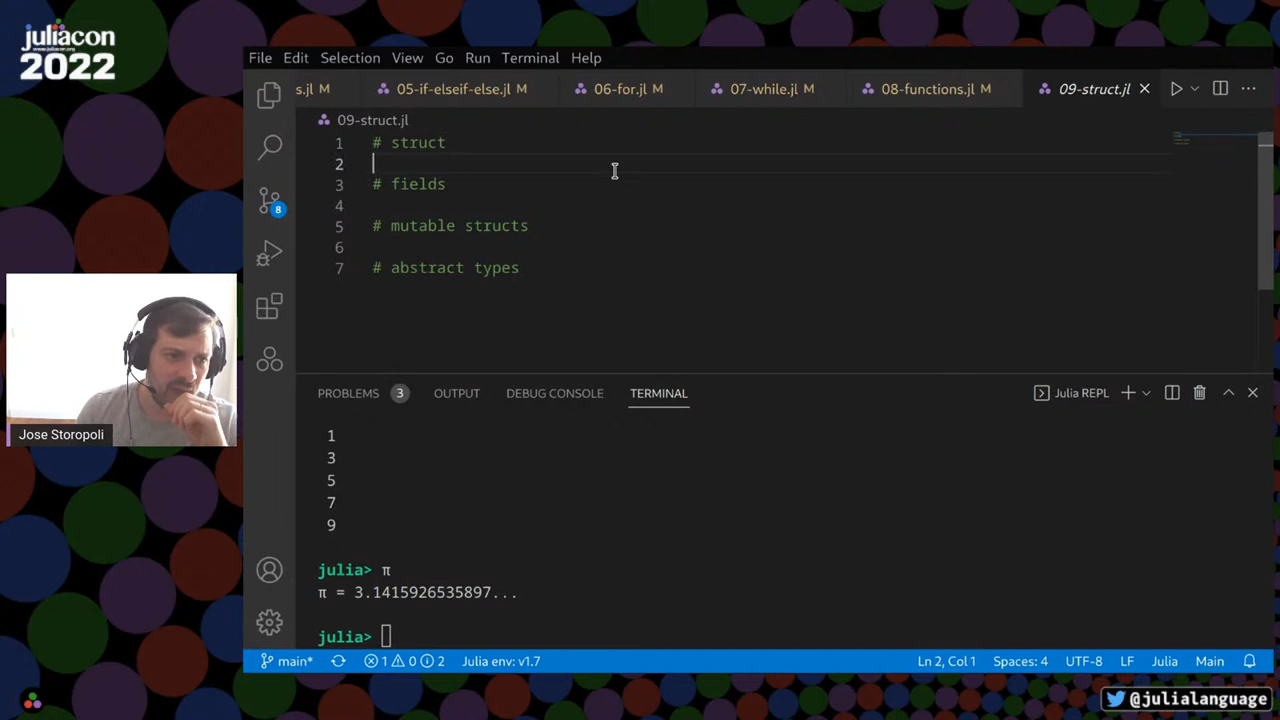 juliacon
www.juliacon.org
2022
File Edit Selection View Go Run Terminal Help
s.jl M 05-if-elseif-else.jl M 06-for.jl M 07-while.jl M 08-functions.jl M 09-struct.jl
09-struct.jl
1 # struct
2
3 # fields
4
5 # mutable structs
6
7 # abstract types
8
Jose Storopoli
PROBLEMS 3 OUTPUT DEBUG CONSOLE TERMINAL Julia REPL
1
3
5
7
9
julia> π
π = 3.1415926535897...
julia>
main* 1 0 2 Julia env: v1.7 Ln 2, Col 1 Spaces: 4 UTF-8 LF Julia Main
@julialanguage